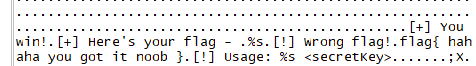 ................................................................
................................................................
.......................................................[+] You 
win!.[+] Here's your flag - .%s.[!] Wrong flag!.flag{ hah
aha you got it noob }.[!] Usage: %s <secretKey>.......;X.